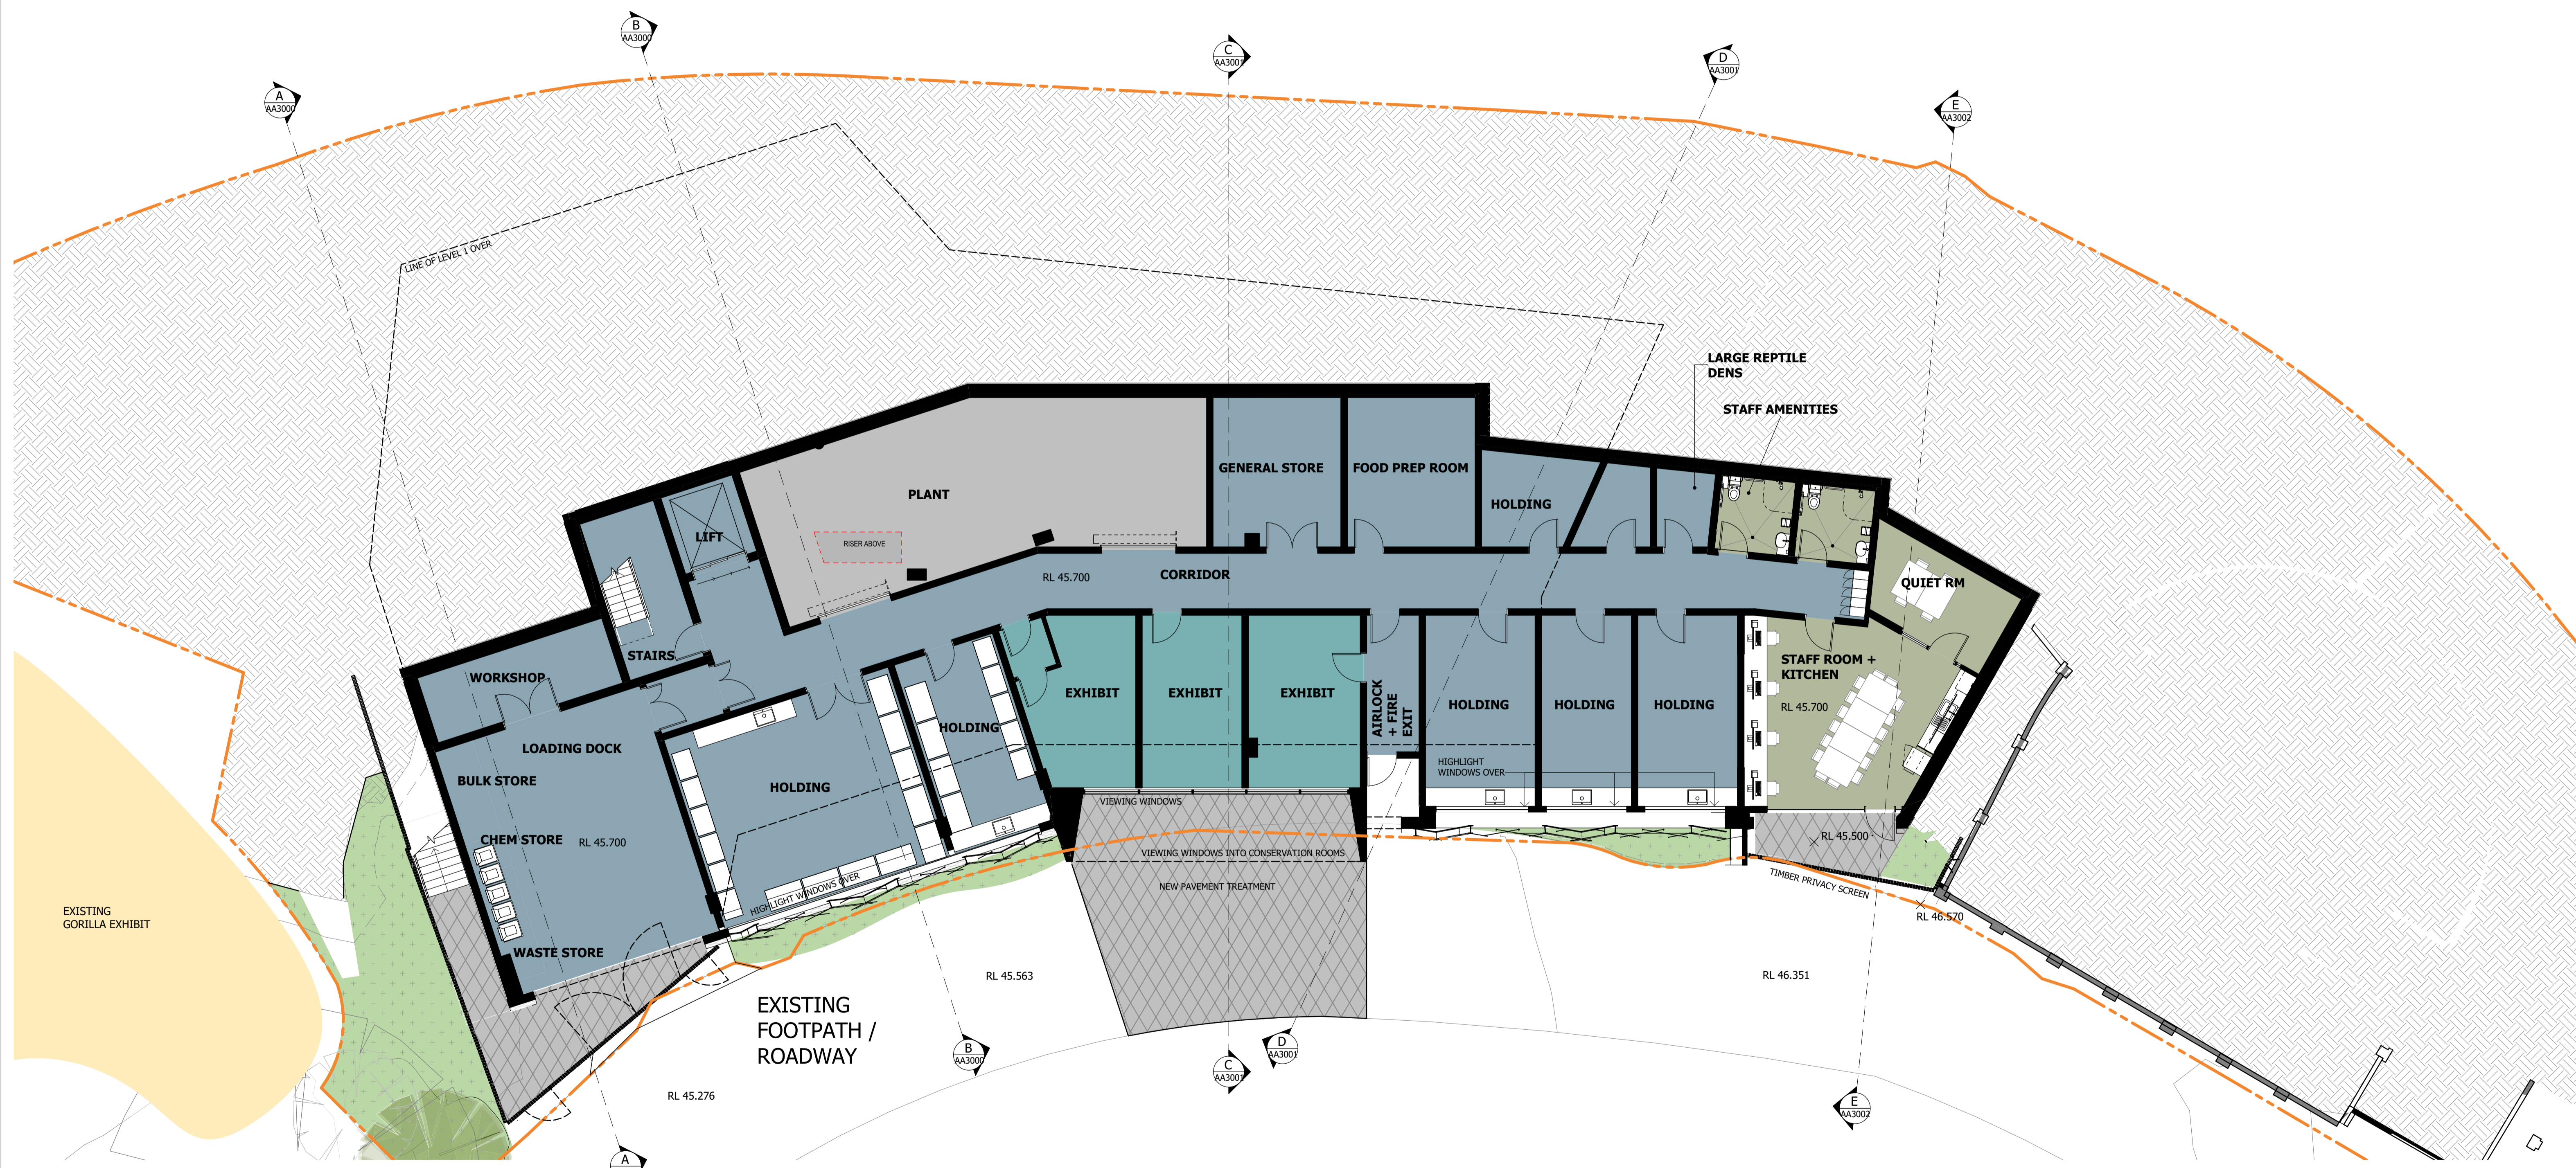 B
AA3000
C
AA3001
D
AA3001
A
AA3000
E
AA3002
LINE OF LEVEL 1 OVER
LARGE REPTILE
DENS
STAFF AMENITIES
GENERAL STORE
FOOD PREP ROOM
PLANT
HOLDING
LIFT
RISER ABOVE
RL 45.700
CORRIDOR
QUIET RM
STAIRS
WORKSHOP
STAFF ROOM +
KITCHEN
RL 45.700
EXHIBIT
EXHIBIT
EXHIBIT
AIRLOCK
+ FIRE
EXIT
HOLDING
HOLDING
HOLDING
HOLDING
LOADING DOCK
BULK STORE
HOLDING
HIGHLIGHT
WINDOWS OVER
VIEWING WINDOWS
CHEM STORE
RL 45.700
RL 45.500
VIEWING WINDOWS INTO CONSERVATION ROOMS
NEW PAVEMENT TREATMENT
HIGHLIGHT WINDOWS OVER
TIMBER PRIVACY SCREEN
EXISTING
GORILLA EXHIBIT
RL 46.570
WASTE STORE
RL 45.563
RL 46.351
EXISTING
FOOTPATH /
ROADWAY
B
AA3000
D
AA3001
C
AA3001
RL 45.276
E
AA3002
A